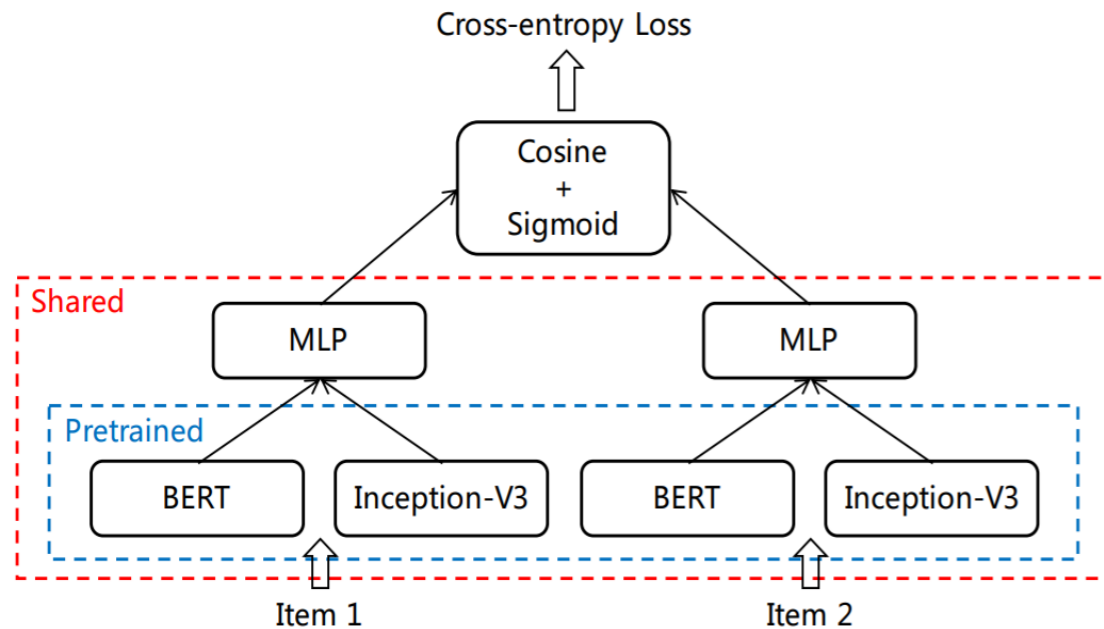 Cross-entropy Loss
Cosine
+
Sigmoid
Shared
MLP
MLP
Pretrained
BERT
Inception-V3
BERT
Inception-V3
Item 1
Item 2